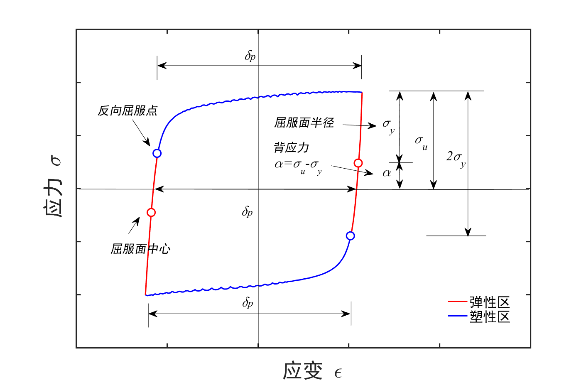 δp
反向屈服点
屈服面半径
σy
背应力
α=σu-σy
σu
2σy
α
δp
屈服面中心
δp
弹性区
塑性区
应力 σ
应变 ϵ